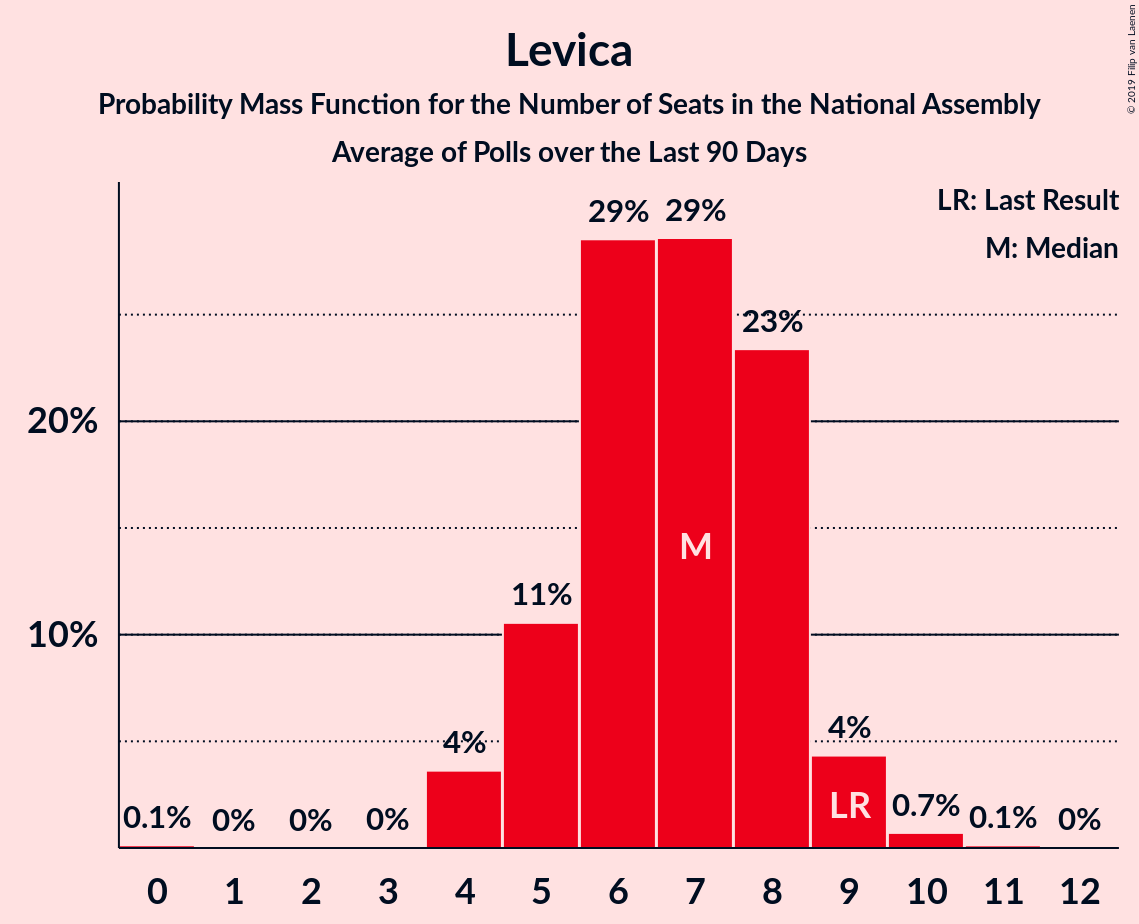 Levica
Probability Mass Function for the Number of Seats in the National Assembly
Average of Polls over the Last 90 Days
© 2019 Filip van Laenen
LR: Last Result
M: Median
29% 29%
23%
20%
M
11%
10%
4%
4%
LR
0.1% 0% 0% 0% 0.7% 0.1% 0%
0 1 2 3 4 5 6 7 8 9 10 11 12